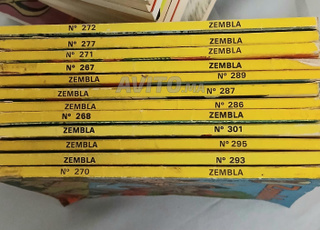 N° 272 ZEMBLA
N° 277 ZEMBLA
N° 271 ZEMBLA
N° 267 ZEMBLA
ZEMBLA N° 289
ZEMBLA N° 287
ZEMBLA N° 286
N° 268 ZEMBLA
ZEMBLA N° 301
ZEMBLA N° 295
ZEMBLA N° 293
N° 270 ZEMBLA
AVITO